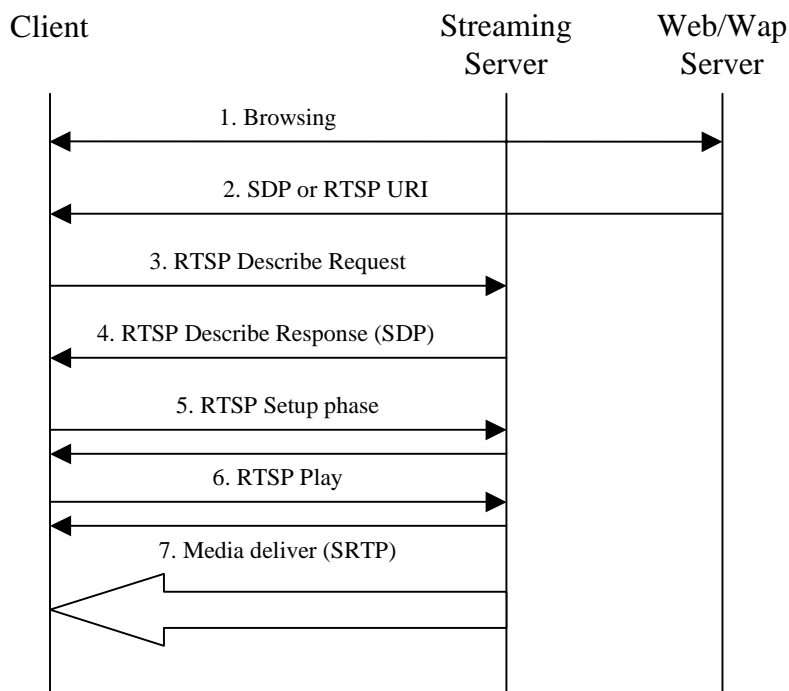 Client
Streaming
Server
Web/Wap
Server
1. Browsing
2. SDP or RTSP URI
3. RTSP Describe Request
4. RTSP Describe Response (SDP)
5. RTSP Setup phase
6. RTSP Play
7. Media deliver (SRTP)